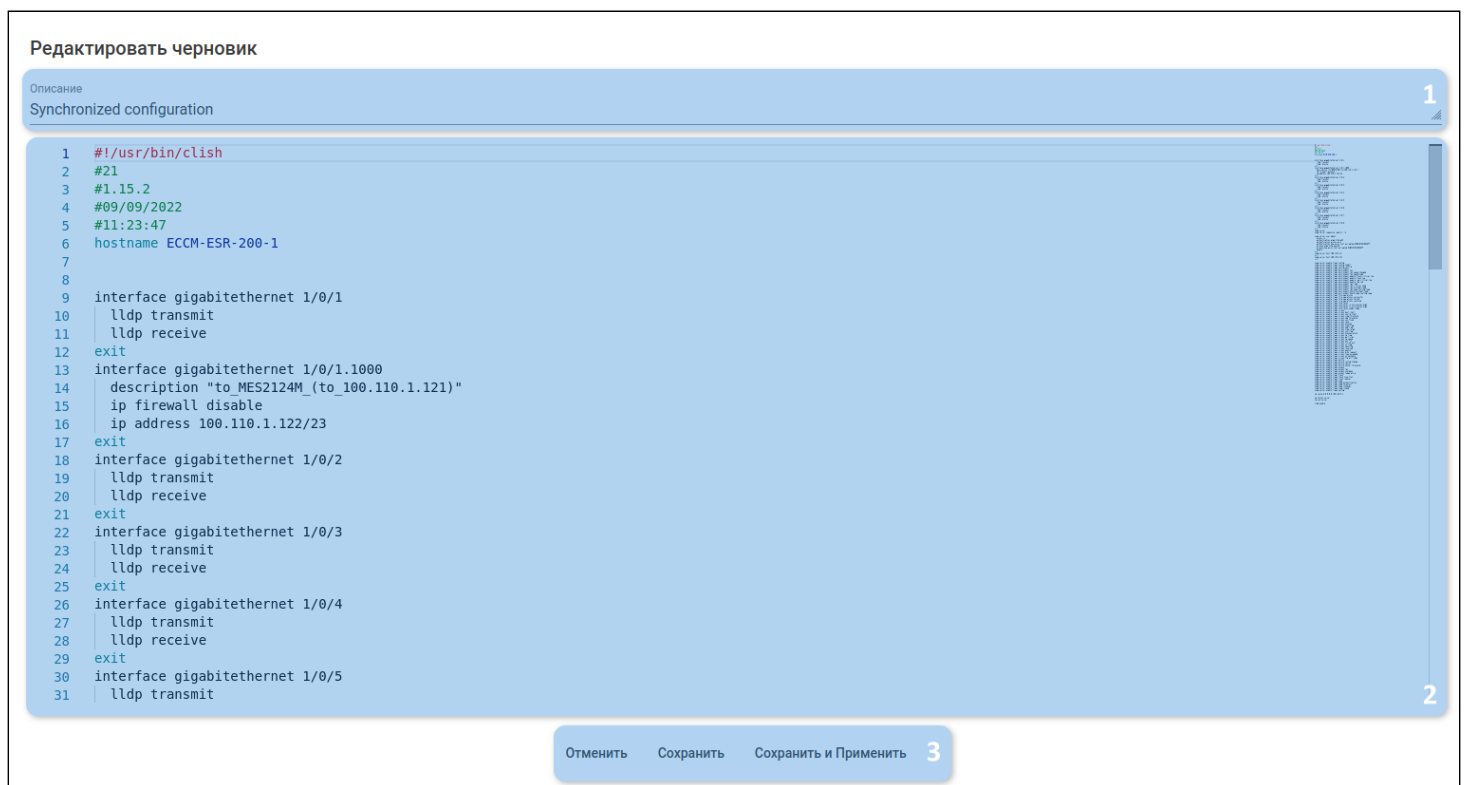 Редактировать черновик
Описание
Synchronized configuration
1
1 #!/usr/bin/clish
2 #21
3 #1.15.2
4 #09/09/2022
5 #11:23:47
6 hostname ECCM-ESR-200-1
7
8
9 interface gigabitethernet 1/0/1
10 lldp transmit
11 lldp receive
12 exit
13 interface gigabitethernet 1/0/1.1000
14 description "to_MES2124M_(to_100.110.1.121)"
15 ip firewall disable
16 ip address 100.110.1.122/23
17 exit
18 interface gigabitethernet 1/0/2
19 lldp transmit
20 lldp receive
21 exit
22 interface gigabitethernet 1/0/3
23 lldp transmit
24 lldp receive
25 exit
26 interface gigabitethernet 1/0/4
27 lldp transmit
28 lldp receive
29 exit
30 interface gigabitethernet 1/0/5
31 lldp transmit
2
Отменить Сохранить Сохранить и Применить 3